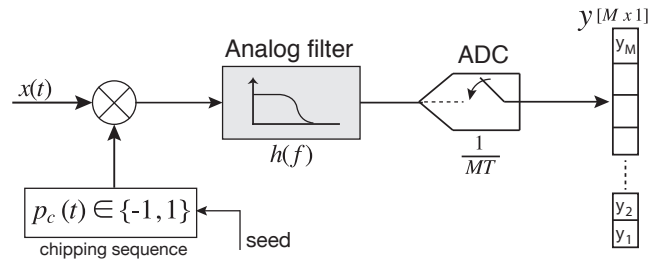 y [M x 1]
Analog filter
ADC
y_M
x(t)
h(f)
1
MT
p_c (t) ∈ {-1, 1}
chipping sequence
seed
y_2
y_1